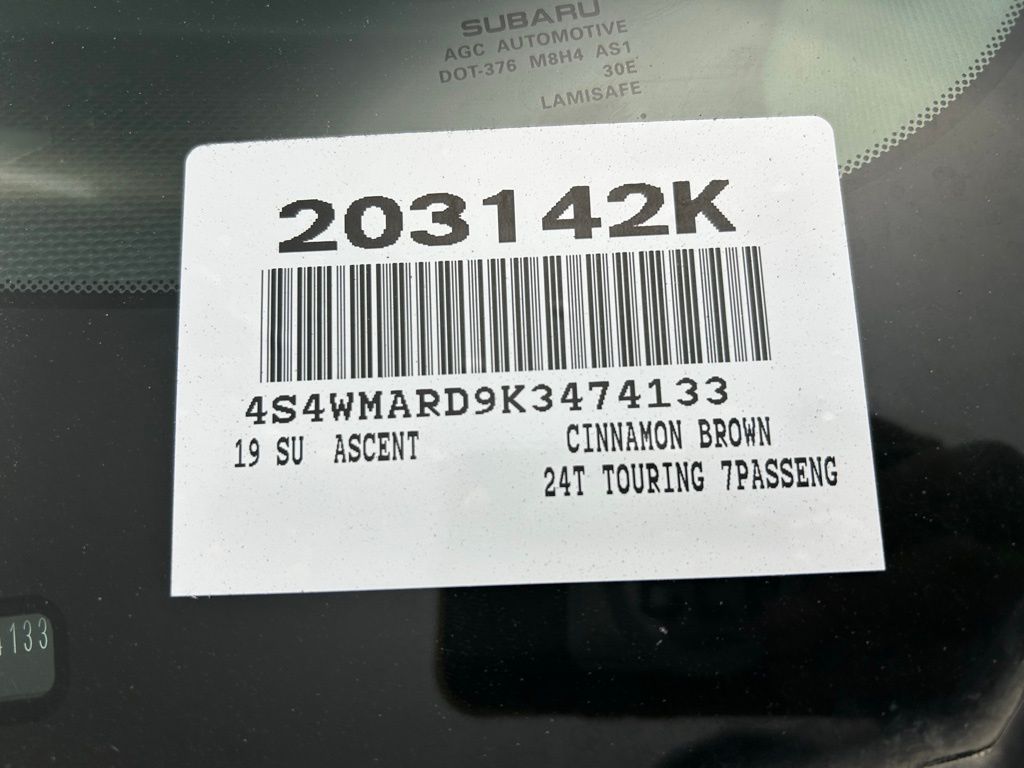 SUBARU
AGC AUTOMOTIVE
DOT-376 M8H4 AS1
30E
LAMISAFE
203142K
4S4WMARD9K3474133
19 SU ASCENT CINNAMON BROWN
24T TOURING 7PASSENG
4133